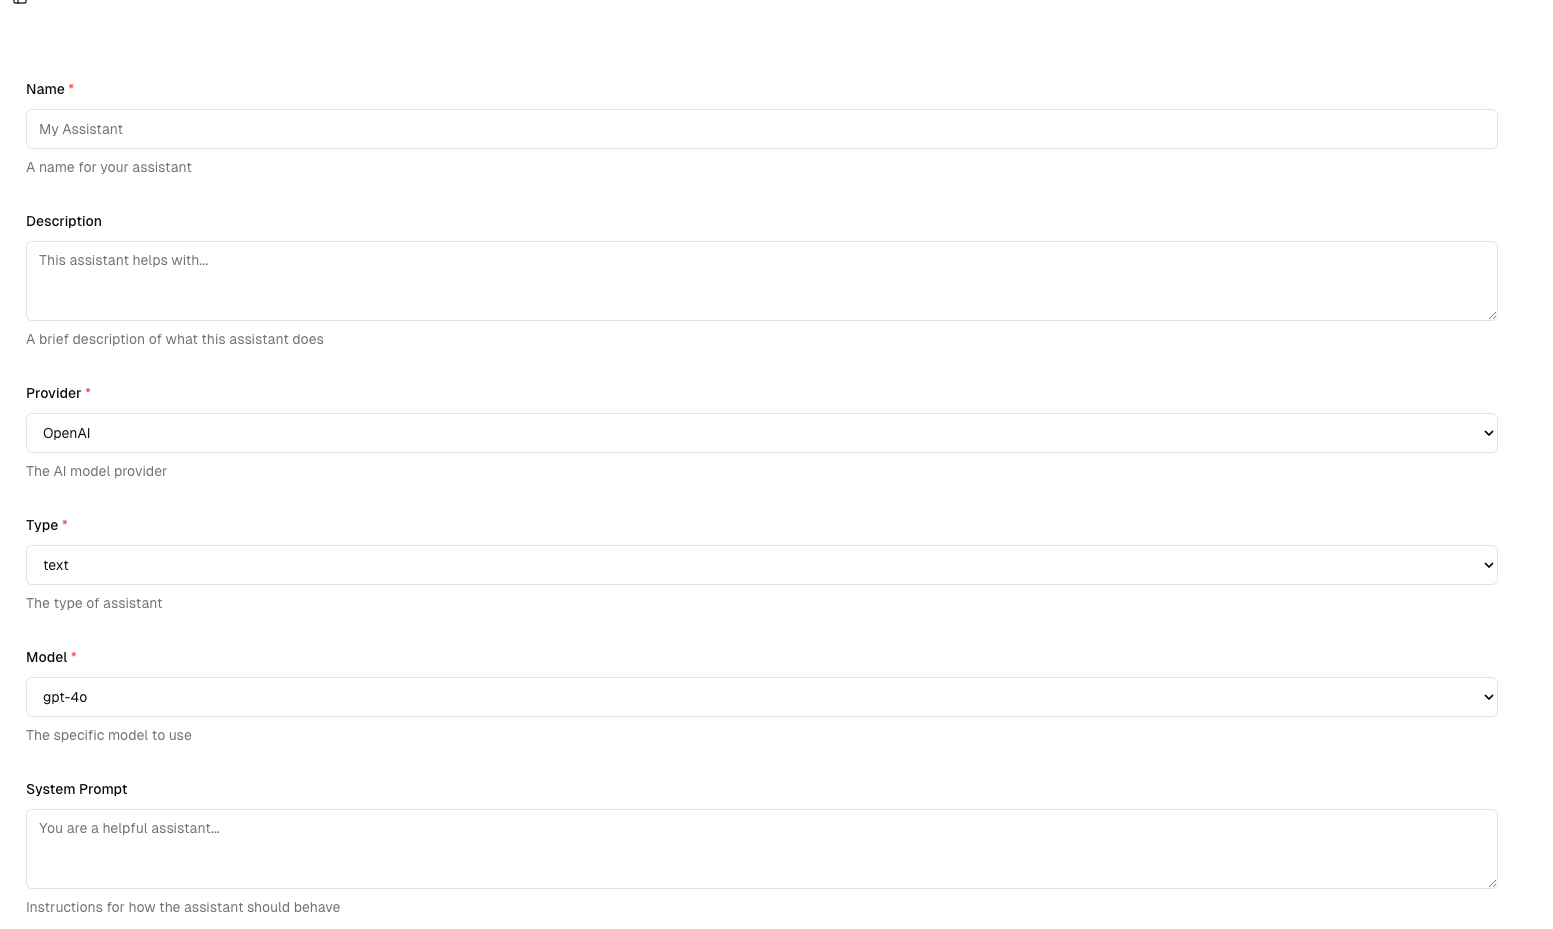 Name *
My Assistant
A name for your assistant
Description
This assistant helps with...
A brief description of what this assistant does
Provider *
OpenAI
The AI model provider
Type *
text
The type of assistant
Model *
gpt-4o
The specific model to use
System Prompt
You are a helpful assistant...
Instructions for how the assistant should behave